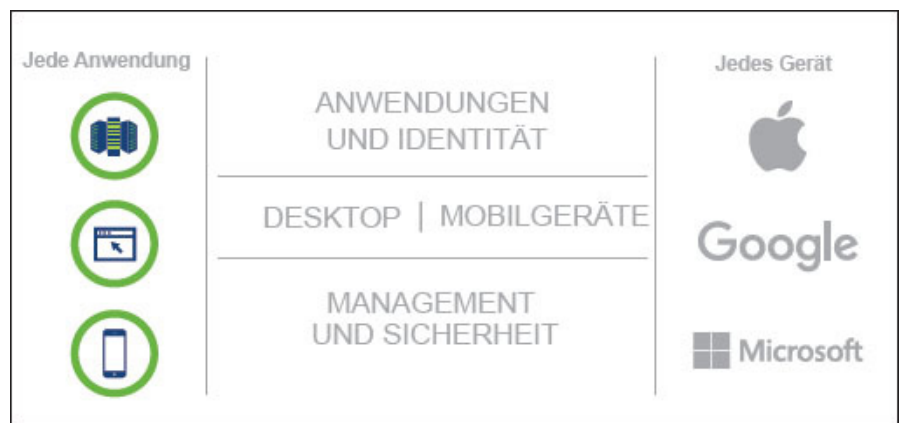 Jede Anwendung
ANWENDUNGEN
UND IDENTITÄT
DESKTOP | MOBILGERÄTE
MANAGEMENT
UND SICHERHEIT
Jedes Gerät
Google
Microsoft